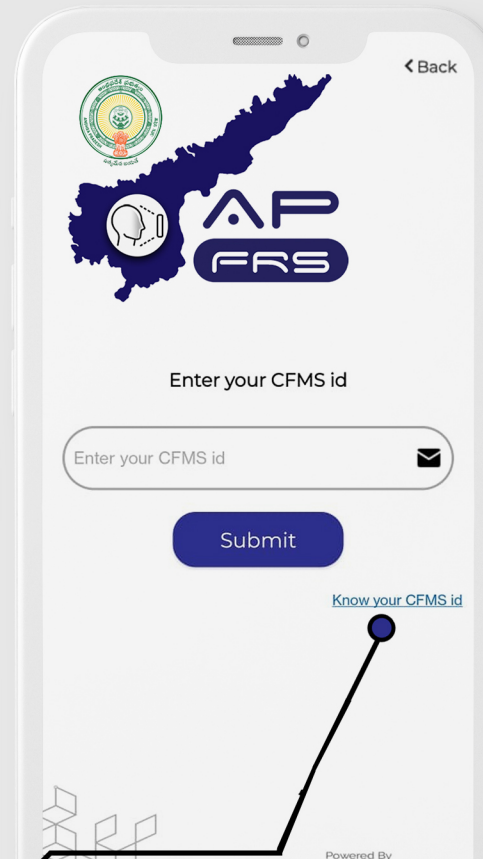 Back
AP
FRS
Enter your CFMS id
Enter your CFMS id
Submit
Know your CFMS id
Powered By